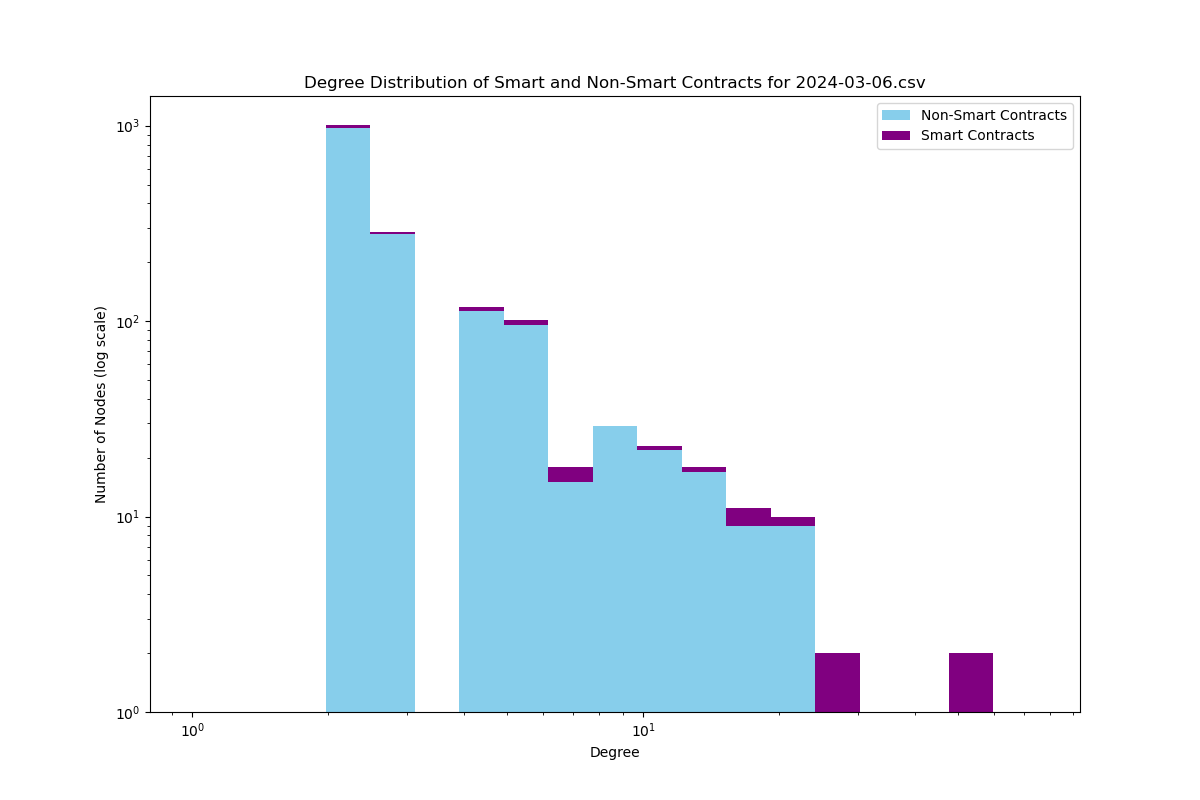 Degree Distribution of Smart and Non-Smart Contracts for 2024-03-06.csv
Non-Smart Contracts
Smart Contracts
Number of Nodes (log scale)
10³
10²
10¹
10⁰
10⁰ 10¹
Degree